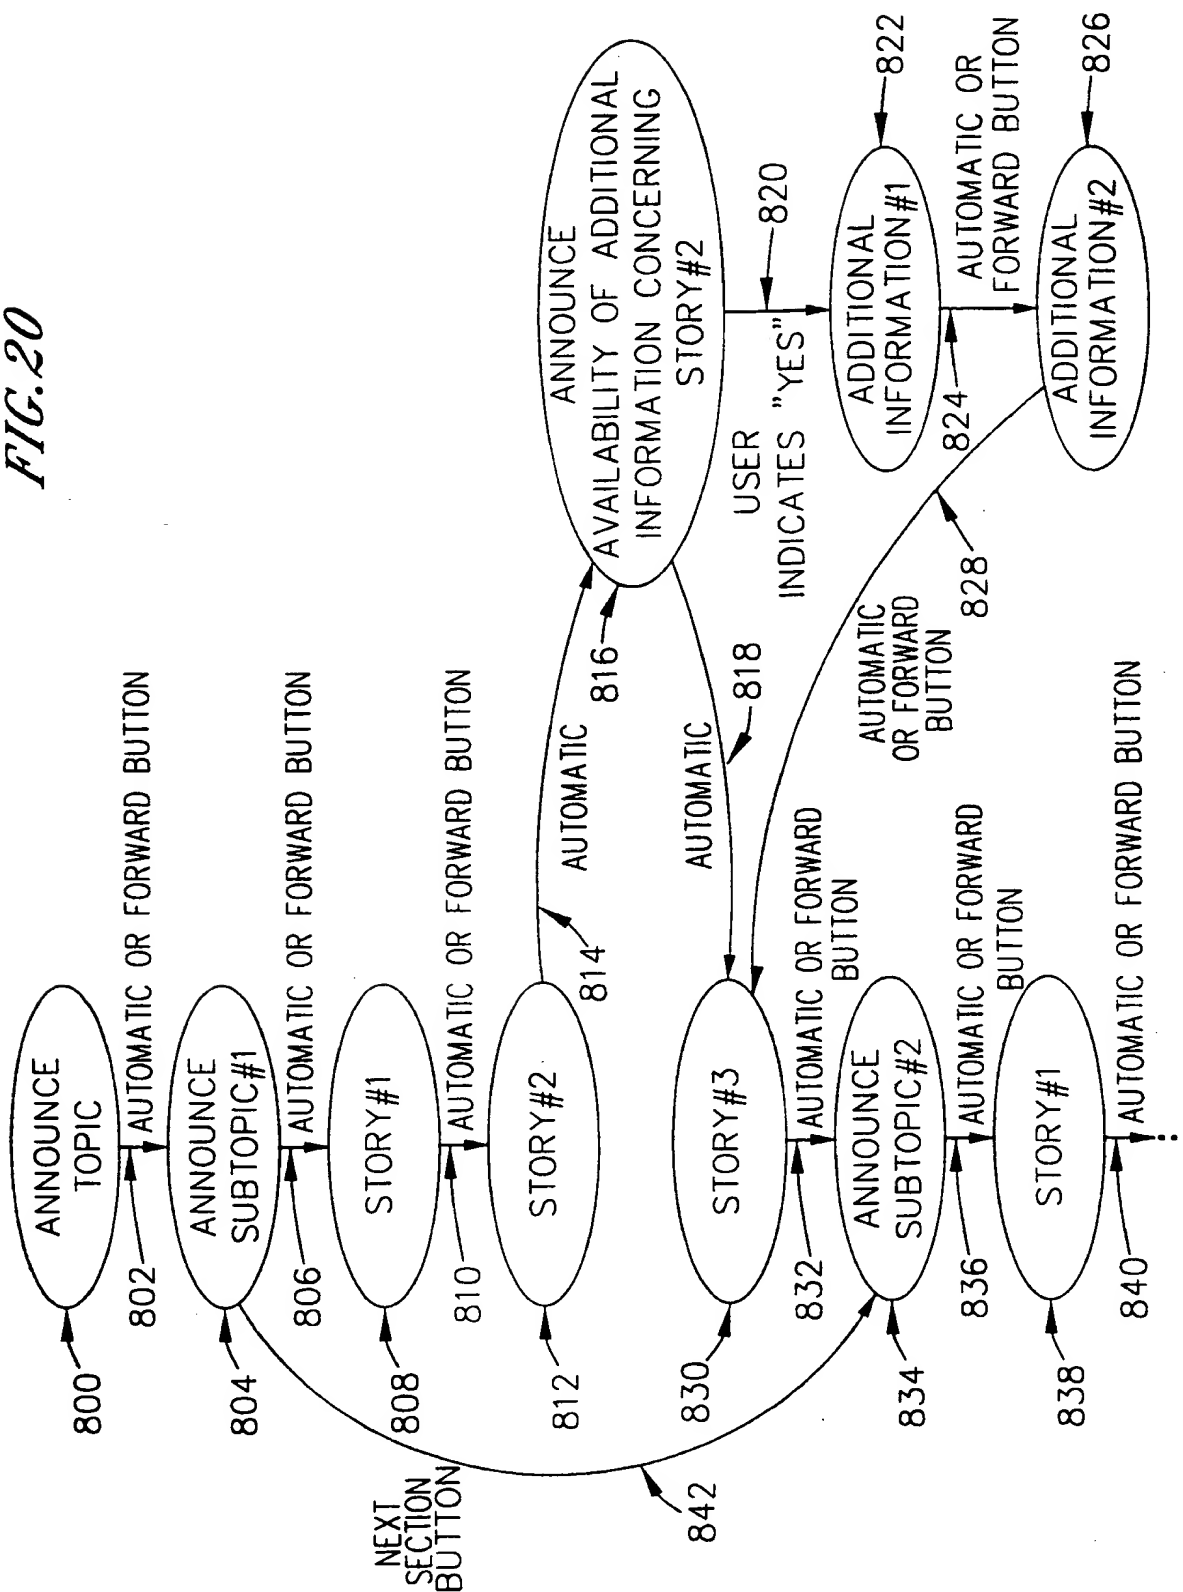 FIG.20
800
ANNOUNCE
TOPIC
802
AUTOMATIC OR FORWARD BUTTON
804
ANNOUNCE
SUBTOPIC#1
806
AUTOMATIC OR FORWARD BUTTON
808
STORY#1
810
AUTOMATIC OR FORWARD BUTTON
812
STORY#2
814
AUTOMATIC
816
ANNOUNCE
AVAILABILITY OF ADDITIONAL
INFORMATION CONCERNING
STORY#2
AUTOMATIC
818
USER
INDICATES "YES"
820
822
ADDITIONAL
INFORMATION#1
824
AUTOMATIC OR
FORWARD BUTTON
826
ADDITIONAL
INFORMATION#2
828
AUTOMATIC
OR FORWARD
BUTTON
830
STORY#3
832
AUTOMATIC OR FORWARD
BUTTON
834
ANNOUNCE
SUBTOPIC#2
836
AUTOMATIC OR FORWARD
BUTTON
838
STORY#1
840
AUTOMATIC OR FORWARD BUTTON
NEXT
SECTION
BUTTON
842